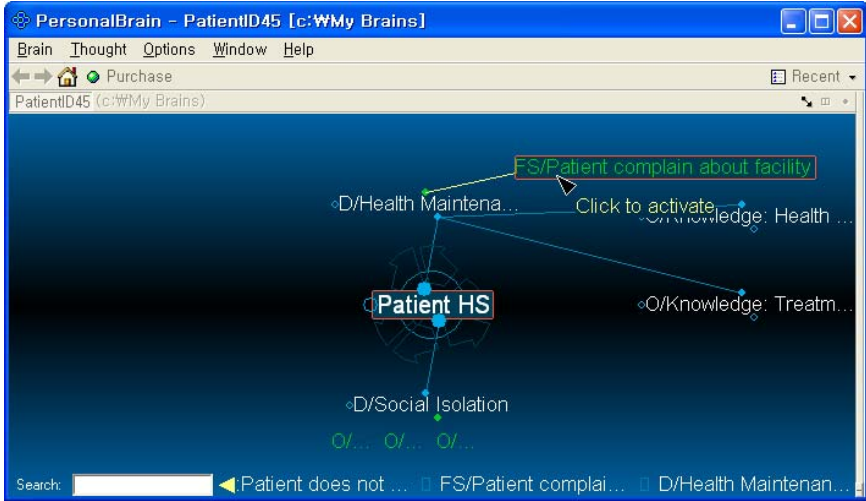 PersonalBrain - PatientID45 [c:₩My Brains]
Brain Thought Options Window Help
Purchase Recent
PatientID45 (c:₩My Brains)
FS/Patient complain about facility
D/Health Maintena... Click to activate
Knowledge: Health ...
Patient HS
O/Knowledge: Treatm...
D/Social Isolation
O/... O/... O/...
Search: :Patient does not ... FS/Patient complai... D/Health Maintenan...